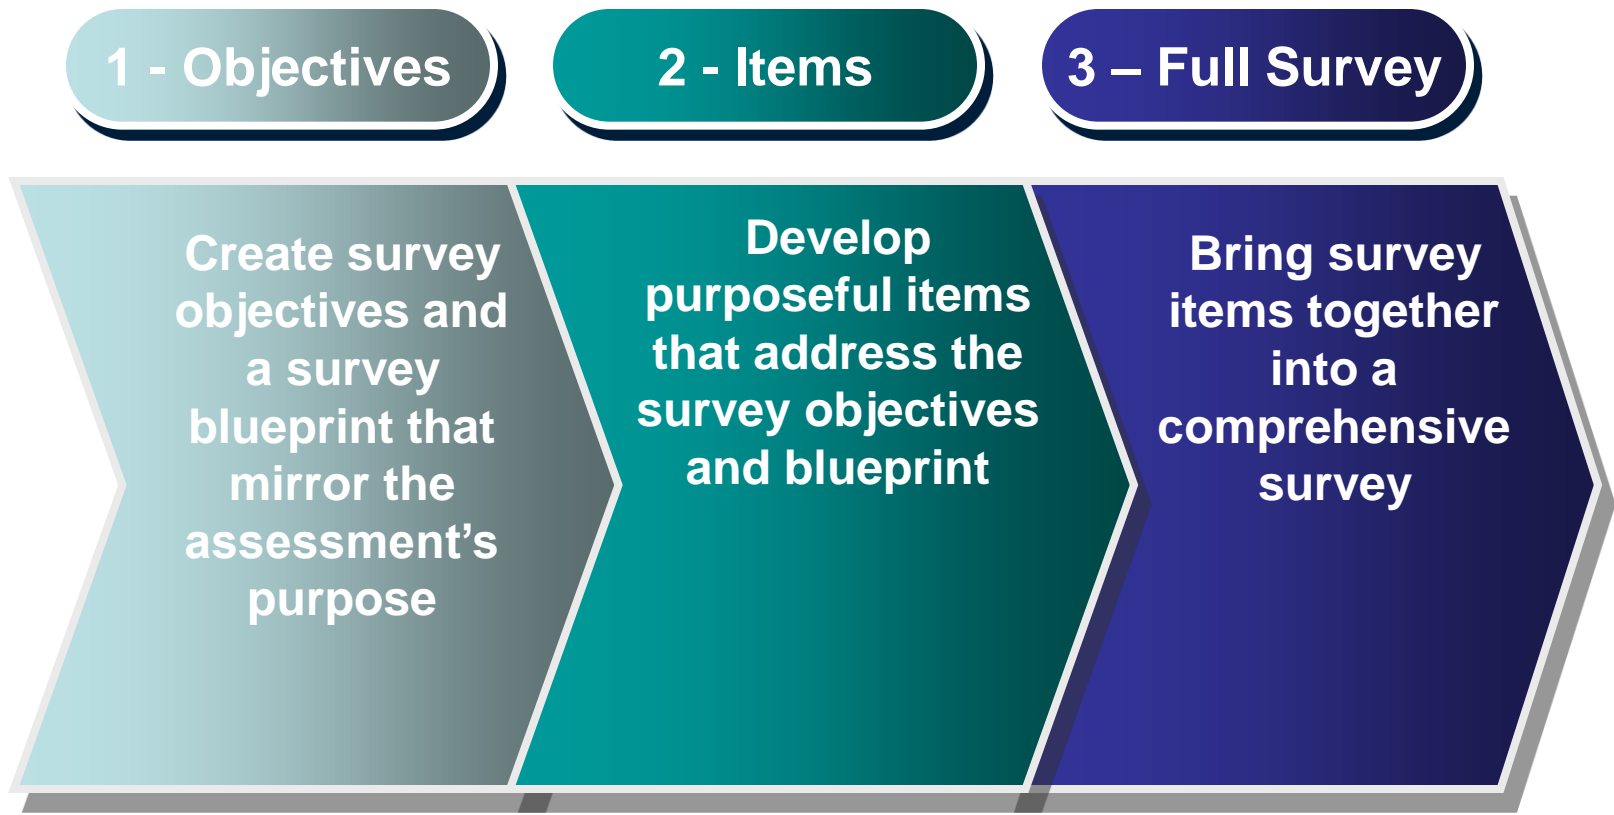 1 - Objectives
2 - Items
3 – Full Survey
Create survey
objectives and
a survey
blueprint that
mirror the
assessment’s
purpose
Develop
purposeful items
that address the
survey objectives
and blueprint
Bring survey
items together
into a
comprehensive
survey